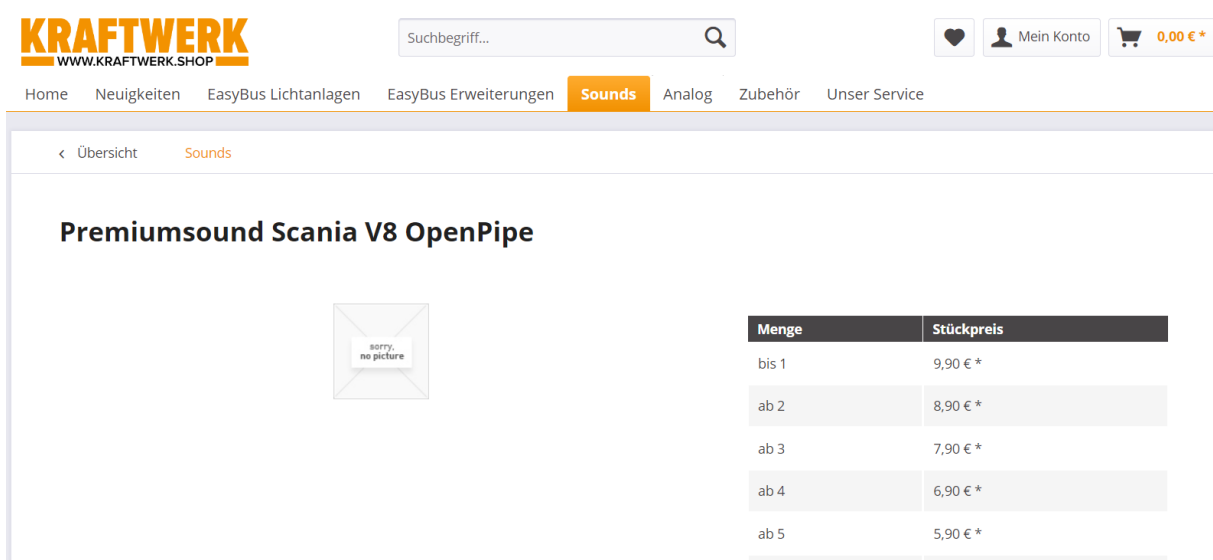 KRAFTWERK
WWW.KRAFTWERK.SHOP
Suchbegriff...
Mein Konto
0,00 € *
Home Neuigkeiten EasyBus Lichtanlagen EasyBus Erweiterungen Sounds Analog Zubehör Unser Service
Übersicht Sounds
Premiumsound Scania V8 OpenPipe
sorry,
no picture
Menge Stückpreis
bis 1 9,90 € *
ab 2 8,90 € *
ab 3 7,90 € *
ab 4 6,90 € *
ab 5 5,90 € *